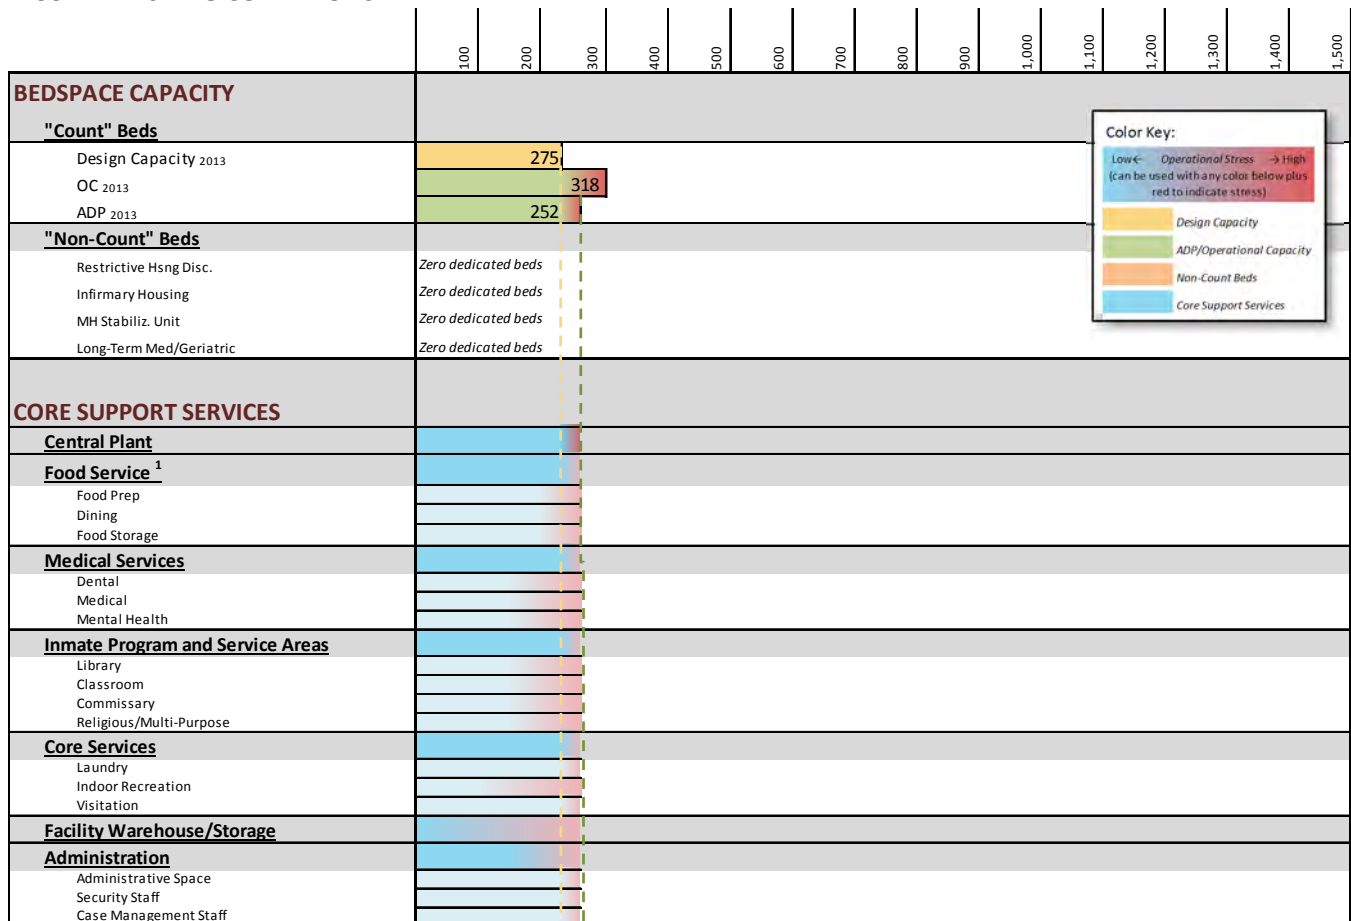 100 200 300 400 500 600 700 800 900 1,000 1,100 1,200 1,300 1,400 1,500
BEDSPACE CAPACITY
"Count" Beds
Design Capacity 2013 275
OC 2013 318
ADP 2013 252
"Non-Count" Beds
Restrictive Hsng Disc. Zero dedicated beds
Infirmary Housing Zero dedicated beds
MH Stabiliz. Unit Zero dedicated beds
Long-Term Med/Geriatric Zero dedicated beds
Color Key:
Low← Operational Stress → High
(can be used with any color below plus
red to indicate stress)
Design Capacity
ADP/Operational Capacity
Non-Count Beds
Core Support Services
CORE SUPPORT SERVICES
Central Plant
Food Service 1
Food Prep
Dining
Food Storage
Medical Services
Dental
Medical
Mental Health
Inmate Program and Service Areas
Library
Classroom
Commissary
Religious/Multi-Purpose
Core Services
Laundry
Indoor Recreation
Visitation
Facility Warehouse/Storage
Administration
Administrative Space
Security Staff
Case Management Staff